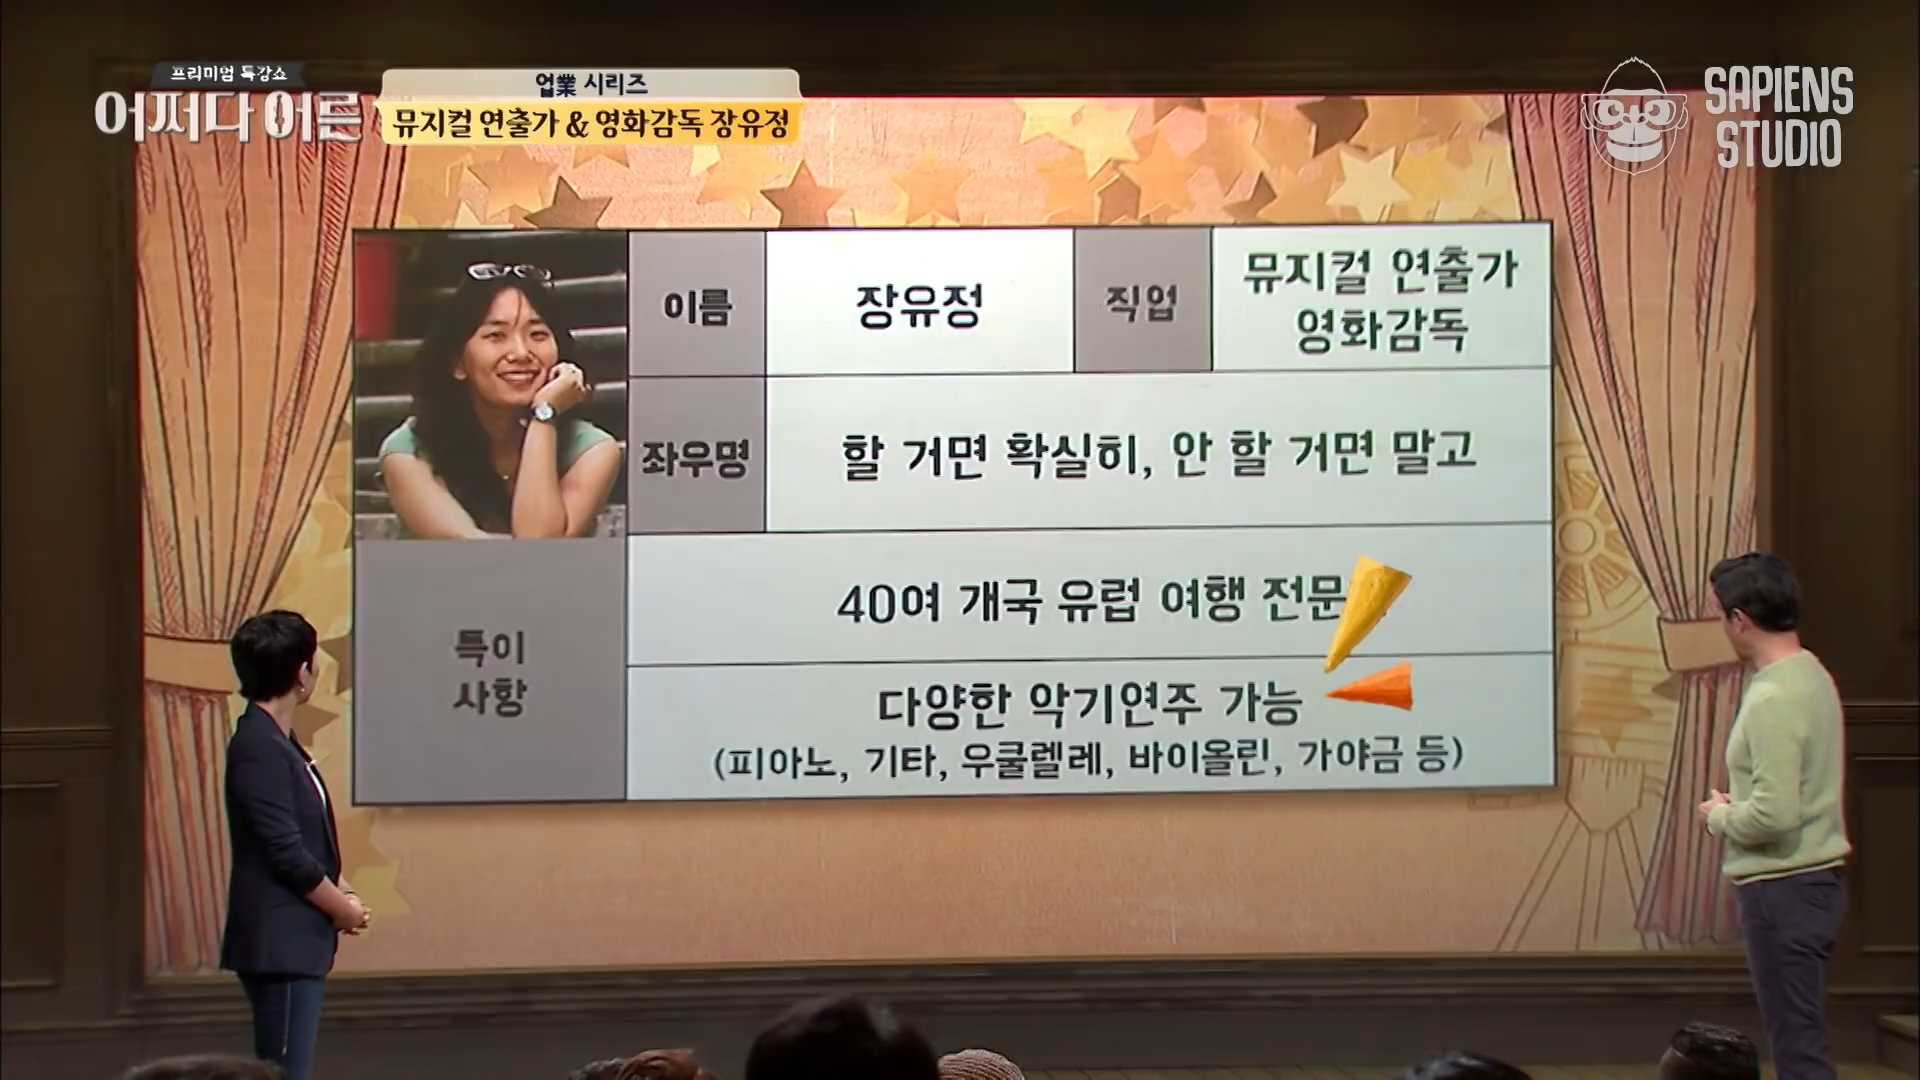 프리미엄 특강쇼
어쩌다 어른
업業 시리즈
뮤지컬 연출가 & 영화감독 장유정
SAPIENS
STUDIO
이름
장유정
직업
뮤지컬 연출가
영화감독
좌우명
할 거면 확실히, 안 할 거면 말고
특이
사항
40여 개국 유럽 여행 전문
다양한 악기연주 가능
(피아노, 기타, 우쿨렐레, 바이올린, 가야금 등)